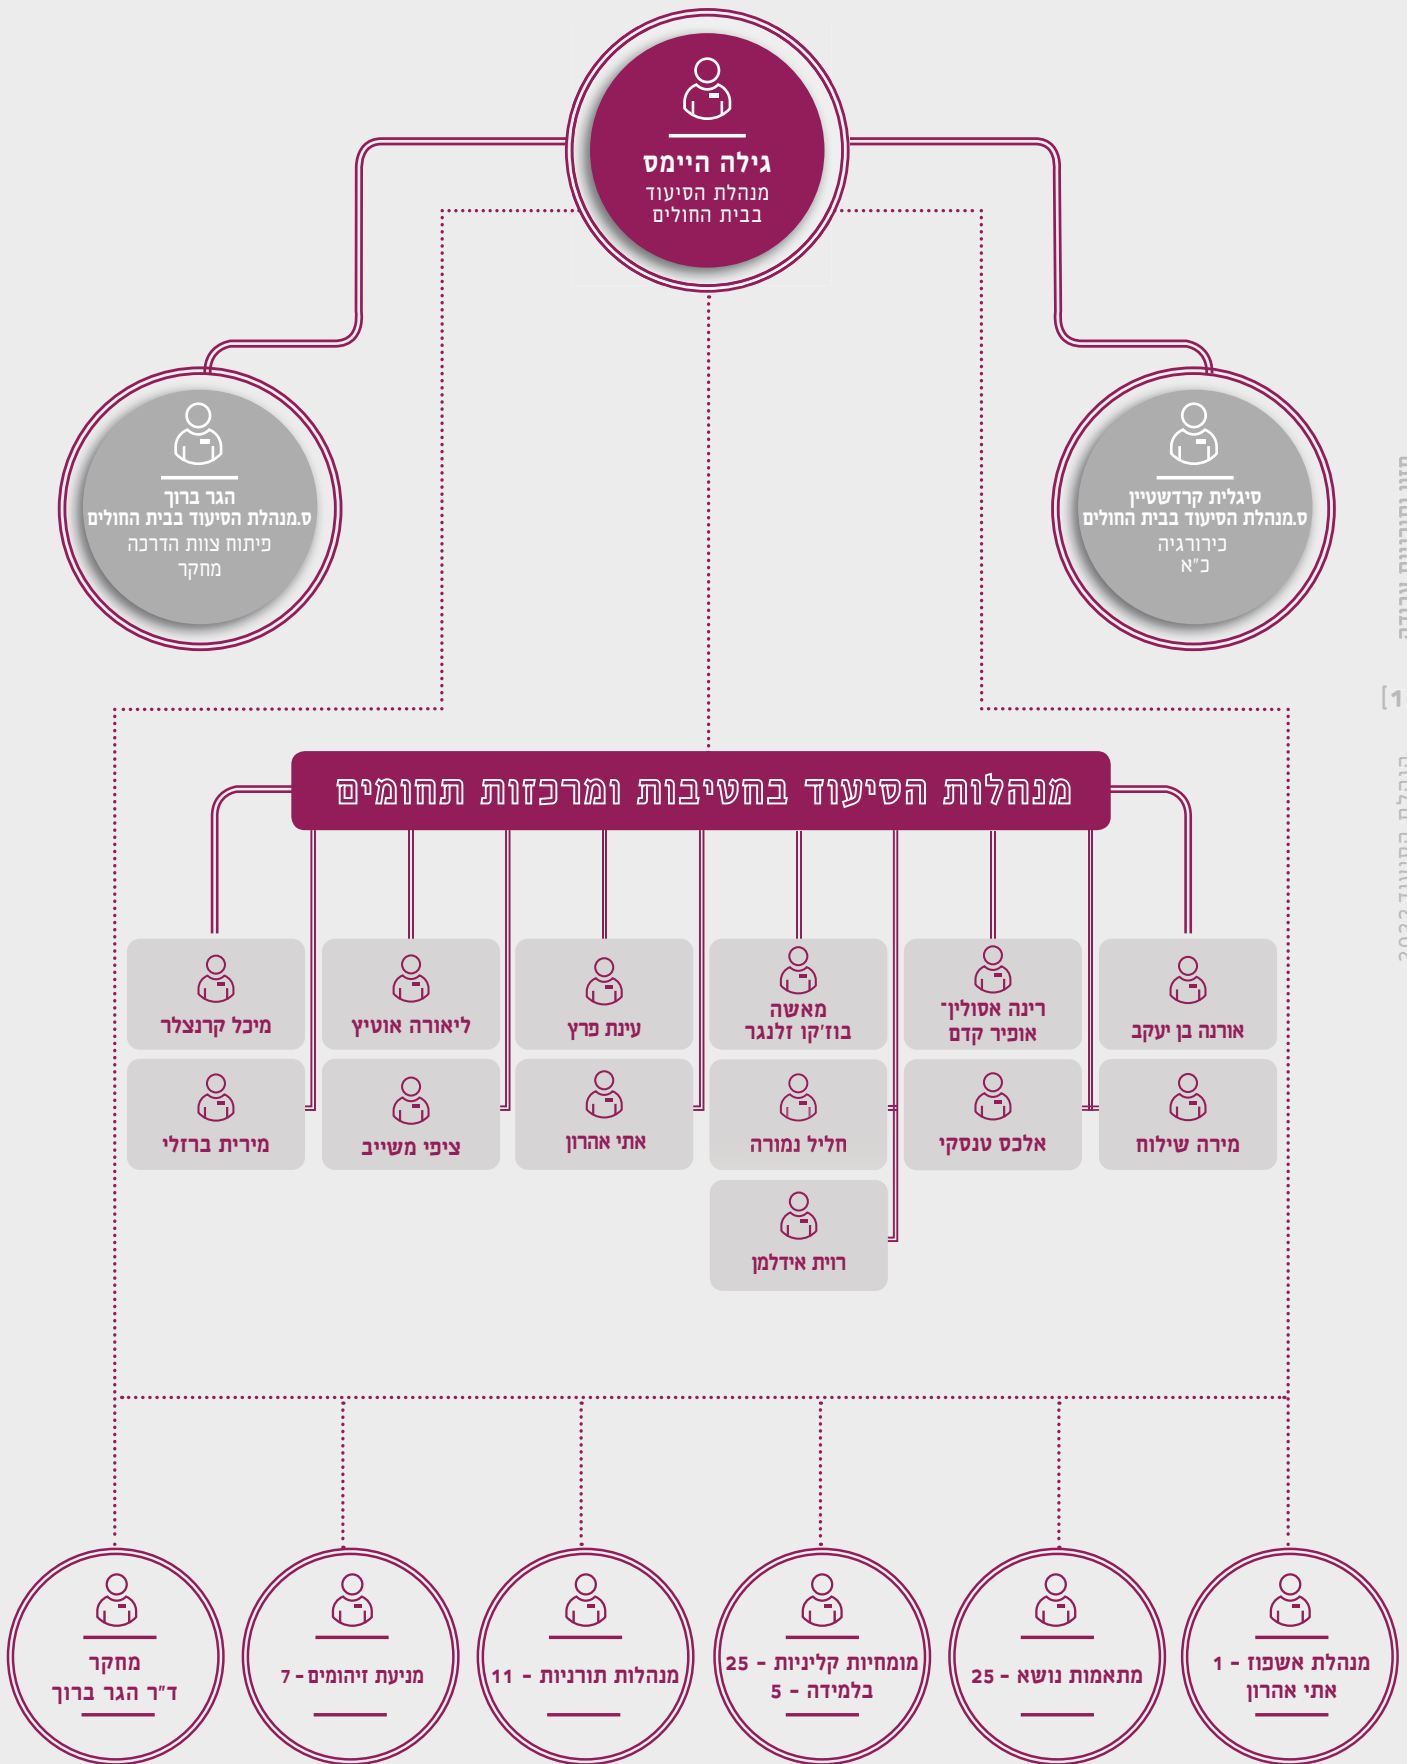 גילה היימס
מנהלת הסיעוד
בבית החולים
סיגלית קרדשטיין
ס.מנהלת הסיעוד בבית החולים
כירורגיה
כ"א
הגר ברוך
ס.מנהלת הסיעוד בבית החולים
פיתוח צוות הדרכה
מחקר
מנהלות הסיעוד בחטיבות ומרכזות תחומים
אורנה בן יעקב
רינה אסולין-
אופיר קדם
מאשה
בוז'קו זלנגר
עינת פרץ
ליאורה אוטיץ
מיכל קרנצלר
מירה שילוח
אלכס טנסקי
חליל נמורה
אתי אהרון
ציפי משייב
מירית ברזלי
רוית אידלמן
מנהלת אשפוז - 1
אתי אהרון
מתאמות נושא - 25
מומחיות קליניות - 25
בלמידה - 5
מנהלות תורניות - 11
מניעת זיהומים - 7
מחקר
ד"ר הגר ברוך
[1